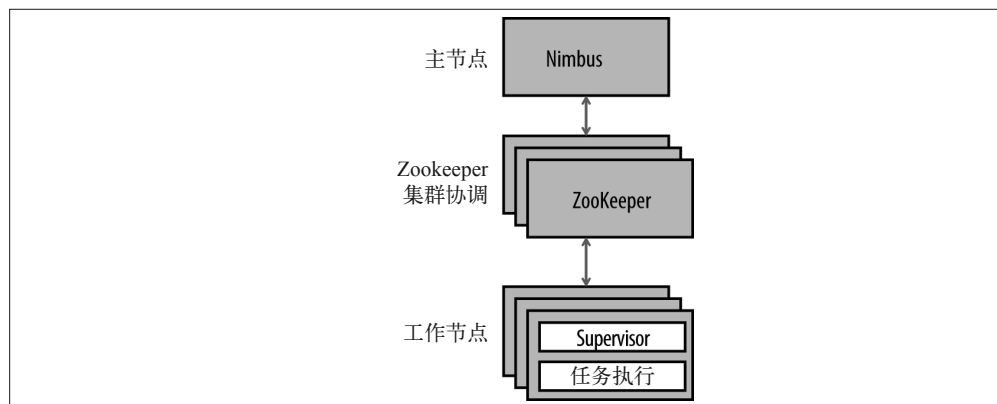 主节点
Nimbus
Zookeeper
集群协调
ZooKeeper
工作节点
Supervisor
任务执行